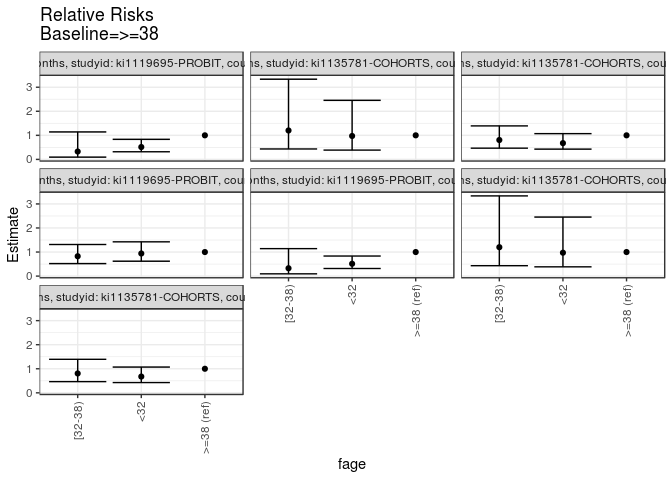 Relative Risks
Baseline=>=38
onths, studyid: ki1119695-PROBIT, cou
ns, studyid: ki1135781-COHORTS, cou
ns, studyid: ki1135781-COHORTS, cou
3
2
1
0
nths, studyid: ki1119695-PROBIT, cou
nths, studyid: ki1119695-PROBIT, cou
ns, studyid: ki1135781-COHORTS, cou
3
2
1
0
Estimate
[32-38)
<32
>=38 (ref)
[32-38)
<32
>=38 (ref)
ns, studyid: ki1135781-COHORTS, cou
3
2
1
0
[32-38)
<32
>=38 (ref)
fage